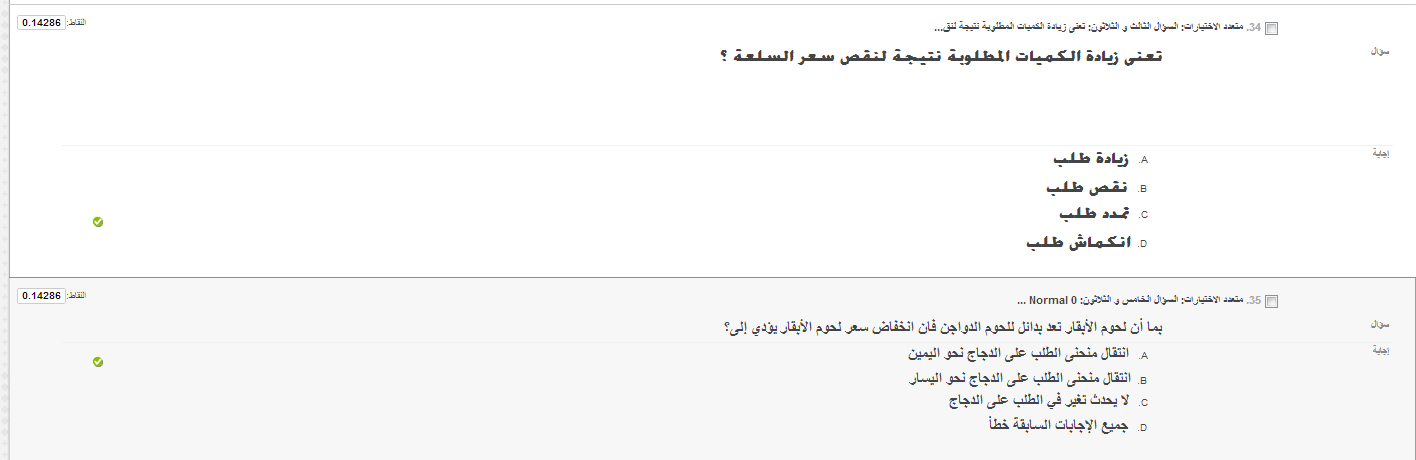 34. متعدد الاختيارات: السؤال الثالث و الثلاثون: تعنى زيادة الكميات المطلوبة نتيجة لنق... النقاط: 0.14286
سؤال تعنى زيادة الكميات المطلوبة نتيجة لنقص سعر السلعة ؟
إجابة A. زيادة طلب
B. نقص طلب
C. تمدد طلب
D. انكماش طلب
35. متعدد الاختيارات: السؤال الخامس و الثلاثون: Normal 0 ... النقاط: 0.14286
سؤال بما أن لحوم الأبقار تعد بدائل للحوم الدواجن فان انخفاض سعر لحوم الأبقار يؤدي إلى؟
إجابة A. انتقال منحنى الطلب على الدجاج نحو اليمين
B. انتقال منحنى الطلب على الدجاج نحو اليسار
C. لا يحدث تغير في الطلب على الدجاج
D. جميع الإجابات السابقة خطأ